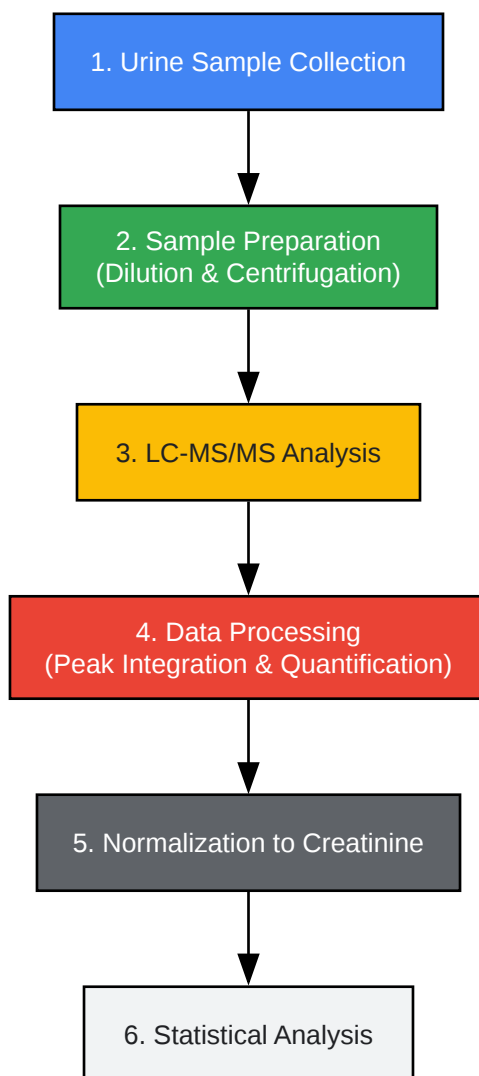 1. Urine Sample Collection
2. Sample Preparation
(Dilution & Centrifugation)
3. LC-MS/MS Analysis
4. Data Processing
(Peak Integration & Quantification)
5. Normalization to Creatinine
6. Statistical Analysis